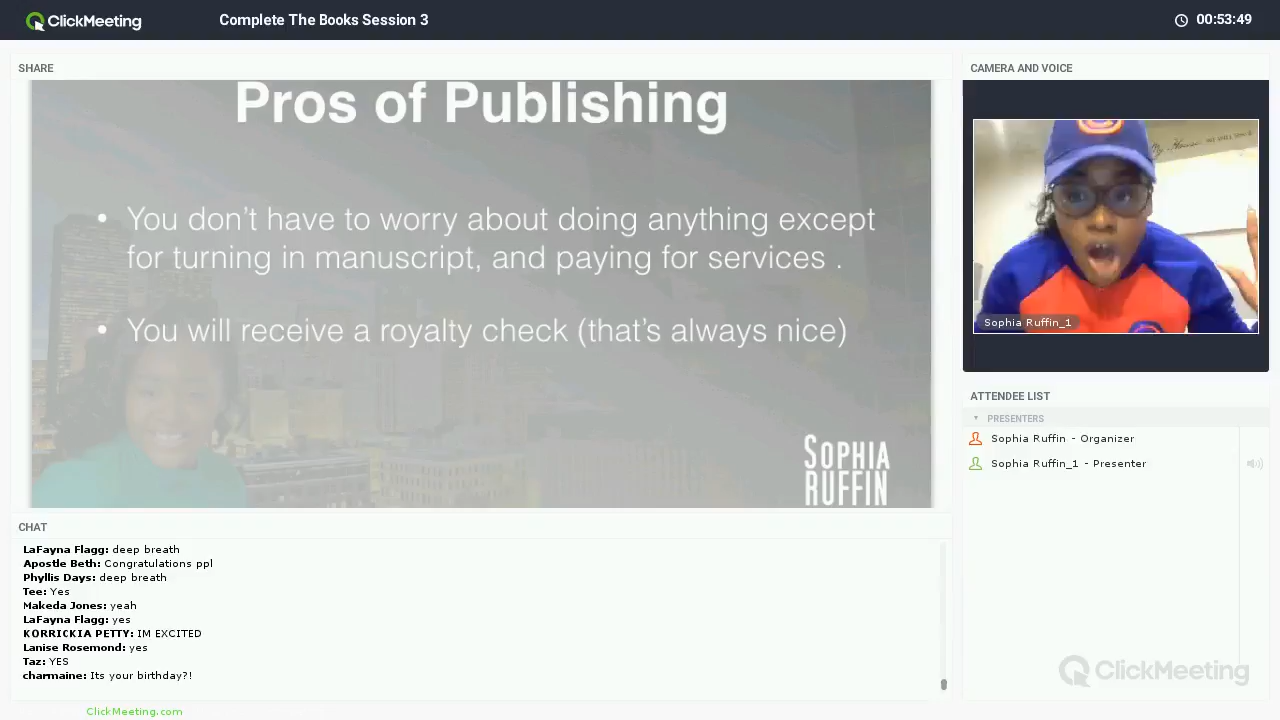 ClickMeeting
Complete The Books Session 3
00:53:49
SHARE
Pros of Publishing
• You don't have to worry about doing anything except
for turning in manuscript, and paying for services .
• You will receive a royalty check (that's always nice)
SOPHIA
RUFFIN
CAMERA AND VOICE
Sophia Ruffin_1
ATTENDEE LIST
PRESENTERS
Sophia Ruffin - Organizer
Sophia Ruffin_1 - Presenter
CHAT
LaFayna Flagg: deep breath
Apostle Beth: Congratulations ppl
Phyllis Days: deep breath
Tee: Yes
Makeda Jones: yeah
LaFayna Flagg: yes
KORRICKIA PETTY: IM EXCITED
Lanise Rosemond: yes
Taz: YES
charmaine: Its your birthday?!
ClickMeeting
ClickMeeting.com